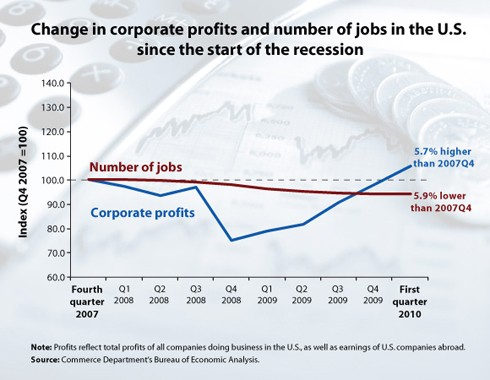 Change in corporate profits and number of jobs in the U.S.
since the start of the recession
Index (Q4 2007 =100)
140.0
130.0
120.0
110.0
100.0
90.0
80.0
70.0
60.0
Number of jobs
Corporate profits
5.7% higher
than 2007Q4
5.9% lower
than 2007Q4
Fourth
quarter
2007
Q1
2008
Q2
2008
Q3
2008
Q4
2008
Q1
2009
Q2
2009
Q3
2009
Q4
2009
First
quarter
2010
Note: Profits reflect total profits of all companies doing business in the U.S., as well as earnings of U.S. companies abroad.
Source: Commerce Department's Bureau of Economic Analysis.